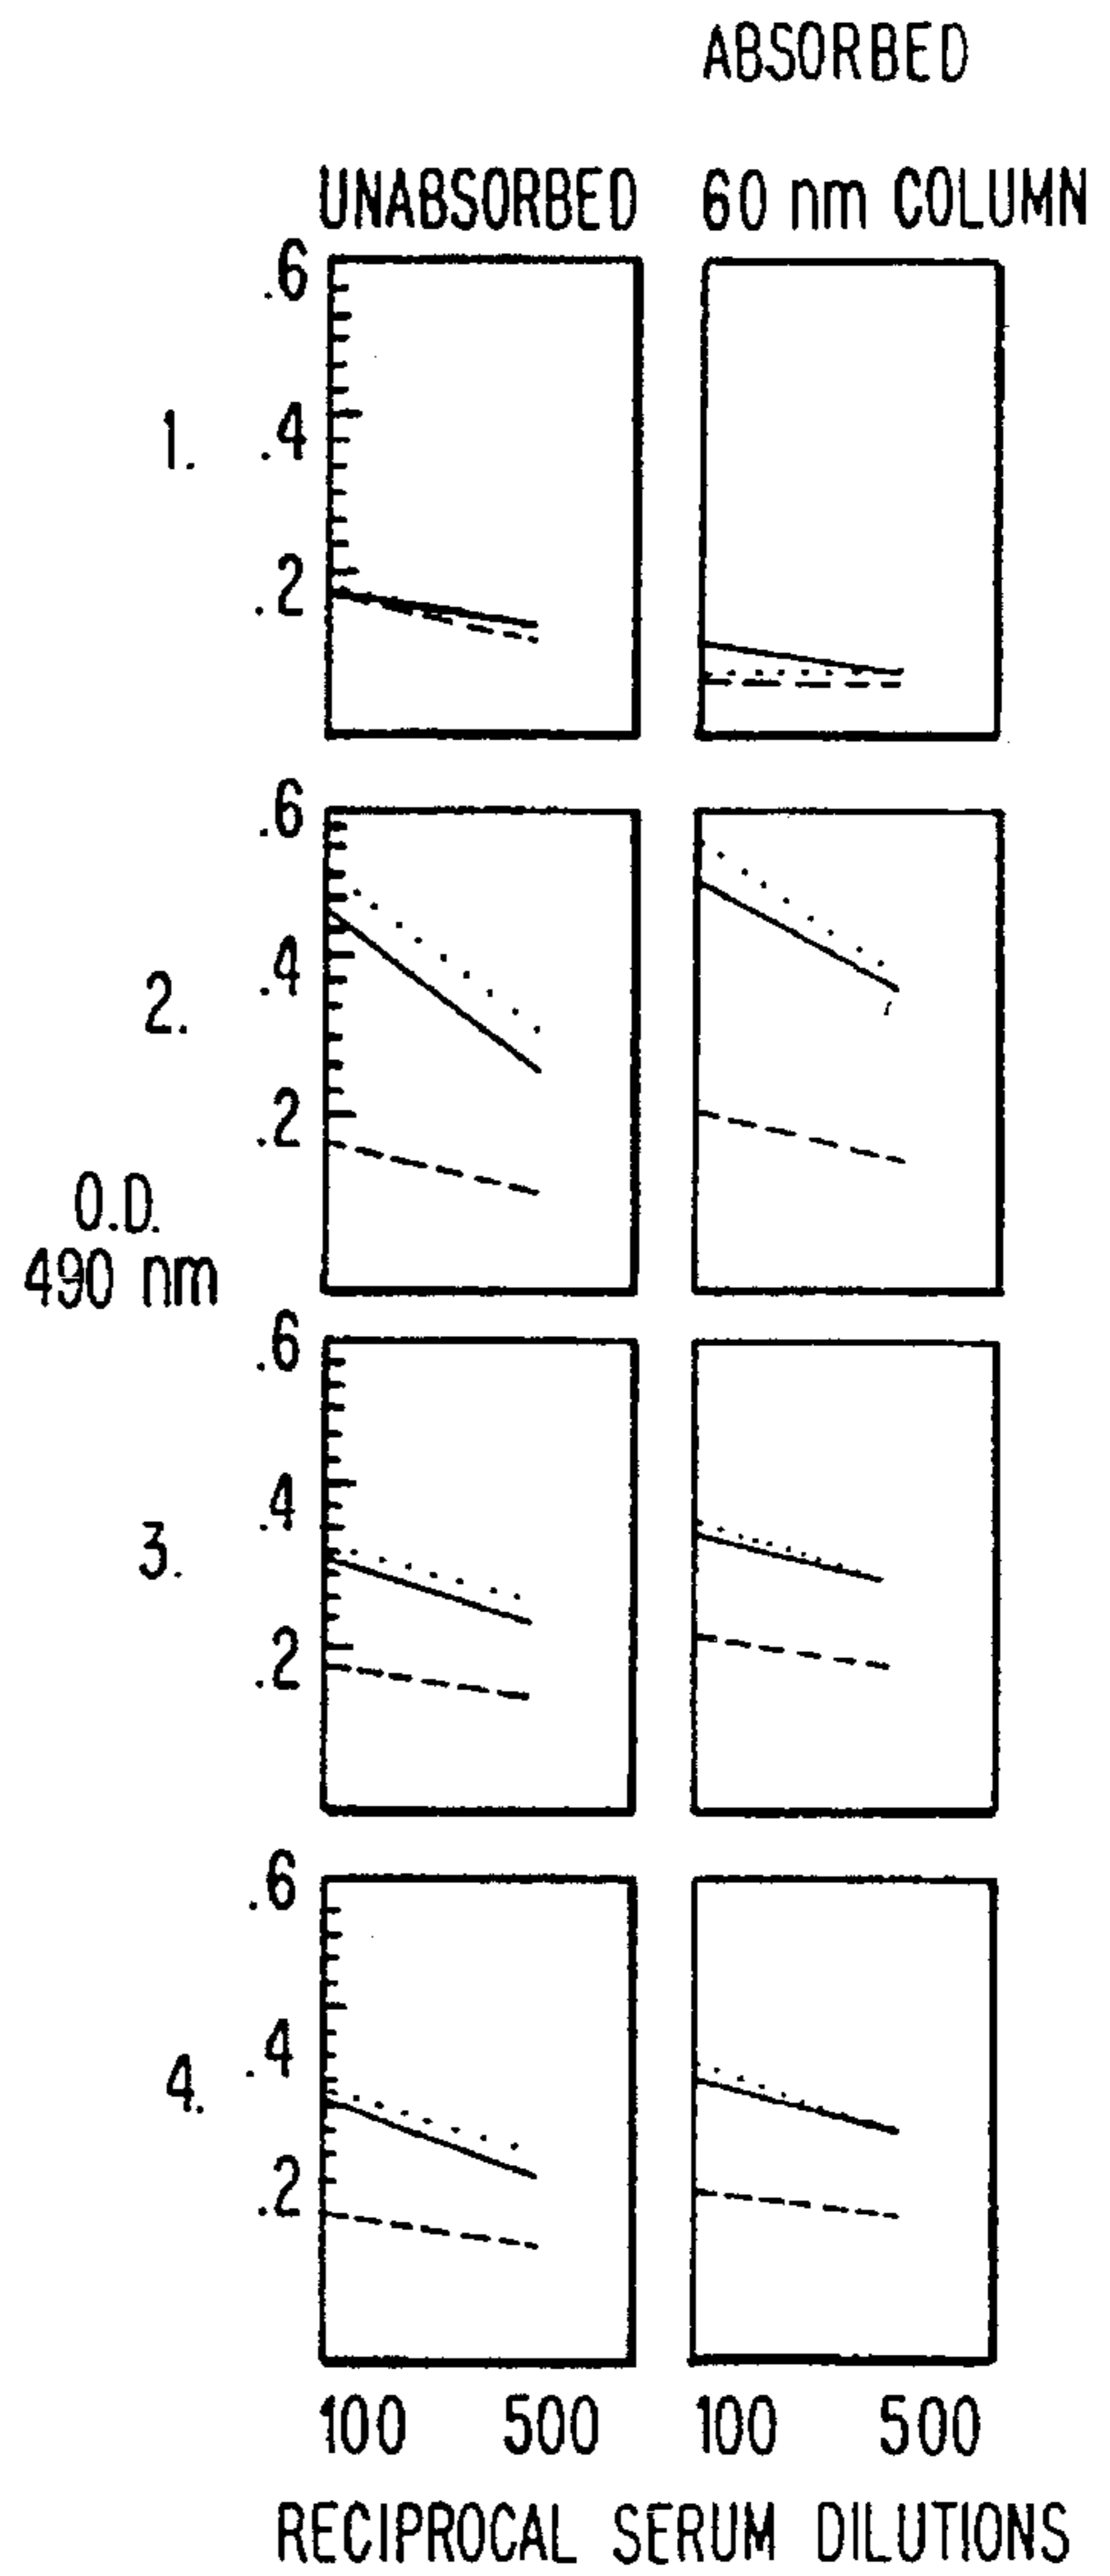 ABSORBED
UNABSORBED 60 nm COLUMN
1.
.6
.4
.2
2.
.6
.4
.2
O.D.
490 nm
3.
.6
.4
.2
4.
.6
.4
.2
100 500 100 500
RECIPROCAL SERUM DILUTIONS